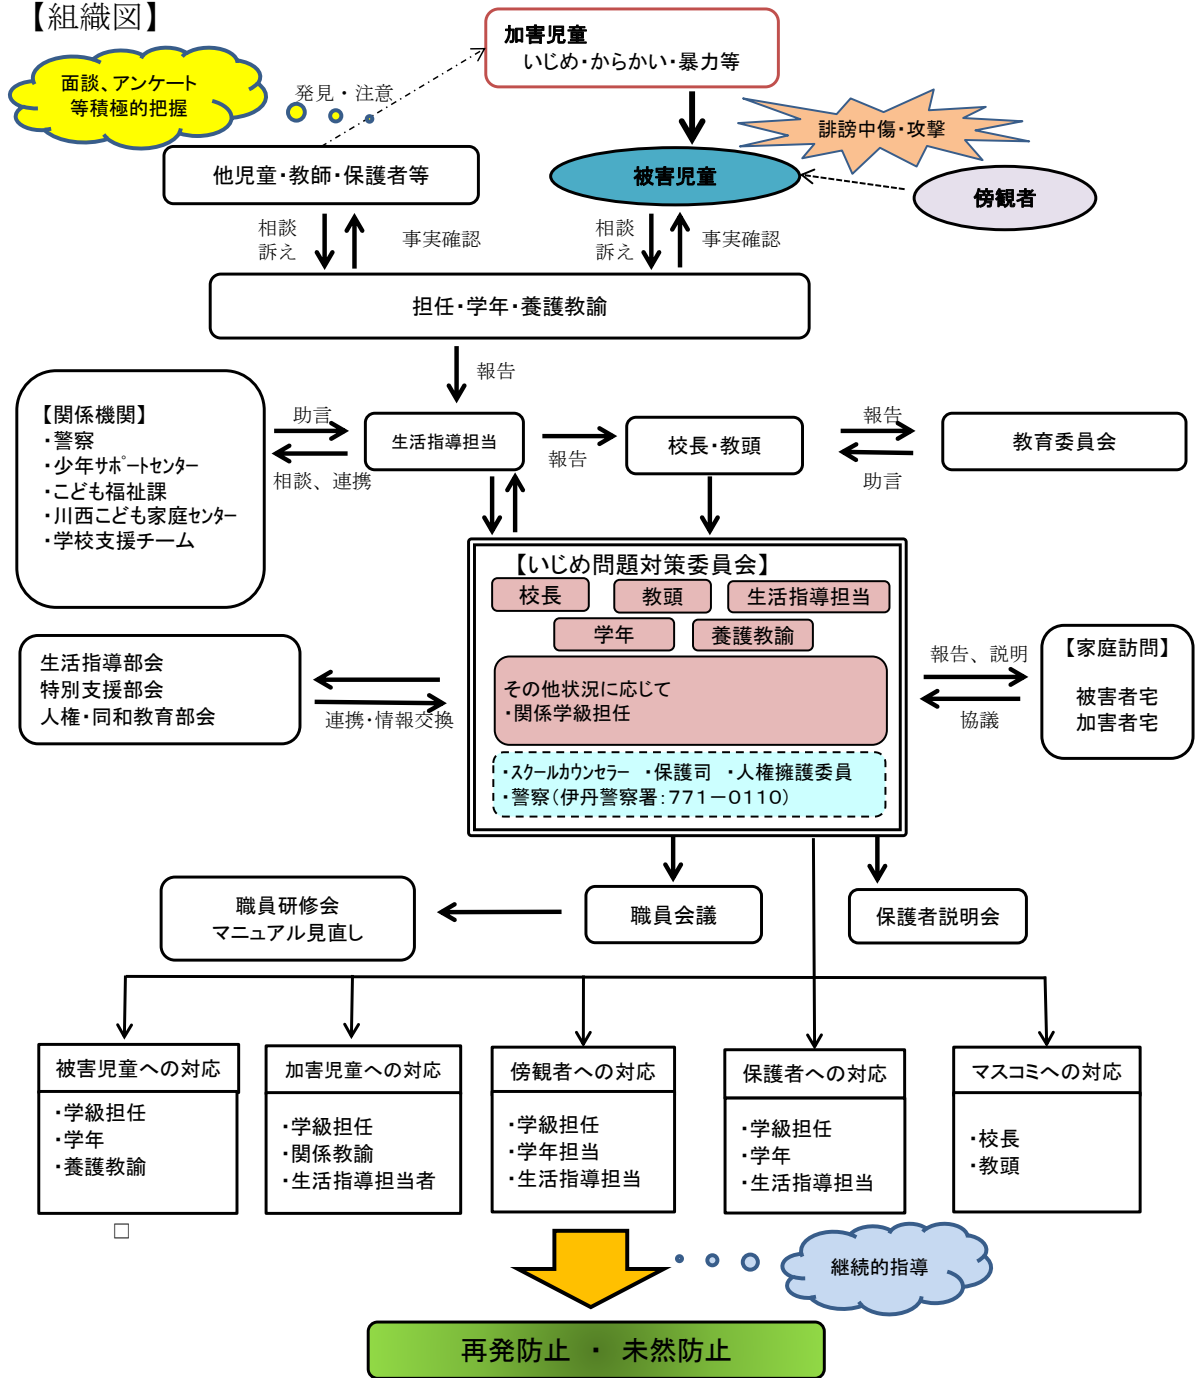 【組織図】
加害児童
いじめ・からかい・暴力等
面談、アンケート
等積極的把握
発見・注意
誹謗中傷・攻撃
他児童・教師・保護者等
被害児童
傍観者
相談
訴え
事実確認
相談
訴え
事実確認
担任・学年・養護教諭
報告
【関係機関】
・警察
・少年サポートセンター
・こども福祉課
・川西こども家庭センター
・学校支援チーム
助言
相談、連携
生活指導担当
報告
校長・教頭
報告
助言
教育委員会
【いじめ問題対策委員会】
校長
教頭
生活指導担当
学年
養護教諭
その他状況に応じて
・関係学級担任
・スクールカウンセラー ・保護司 ・人権擁護委員
・警察(伊丹警察署：771－0110)
生活指導部会
特別支援部会
人権・同和教育部会
連携・情報交換
報告、説明
協議
【家庭訪問】
被害者宅
加害者宅
職員研修会
マニュアル見直し
職員会議
保護者説明会
被害児童への対応
・学級担任
・学年
・養護教諭
加害児童への対応
・学級担任
・関係教諭
・生活指導担当者
傍観者への対応
・学級担任
・学年担当
・生活指導担当
保護者への対応
・学級担任
・学年
・生活指導担当
マスコミへの対応
・校長
・教頭
□
継続的指導
再発防止 ・ 未然防止